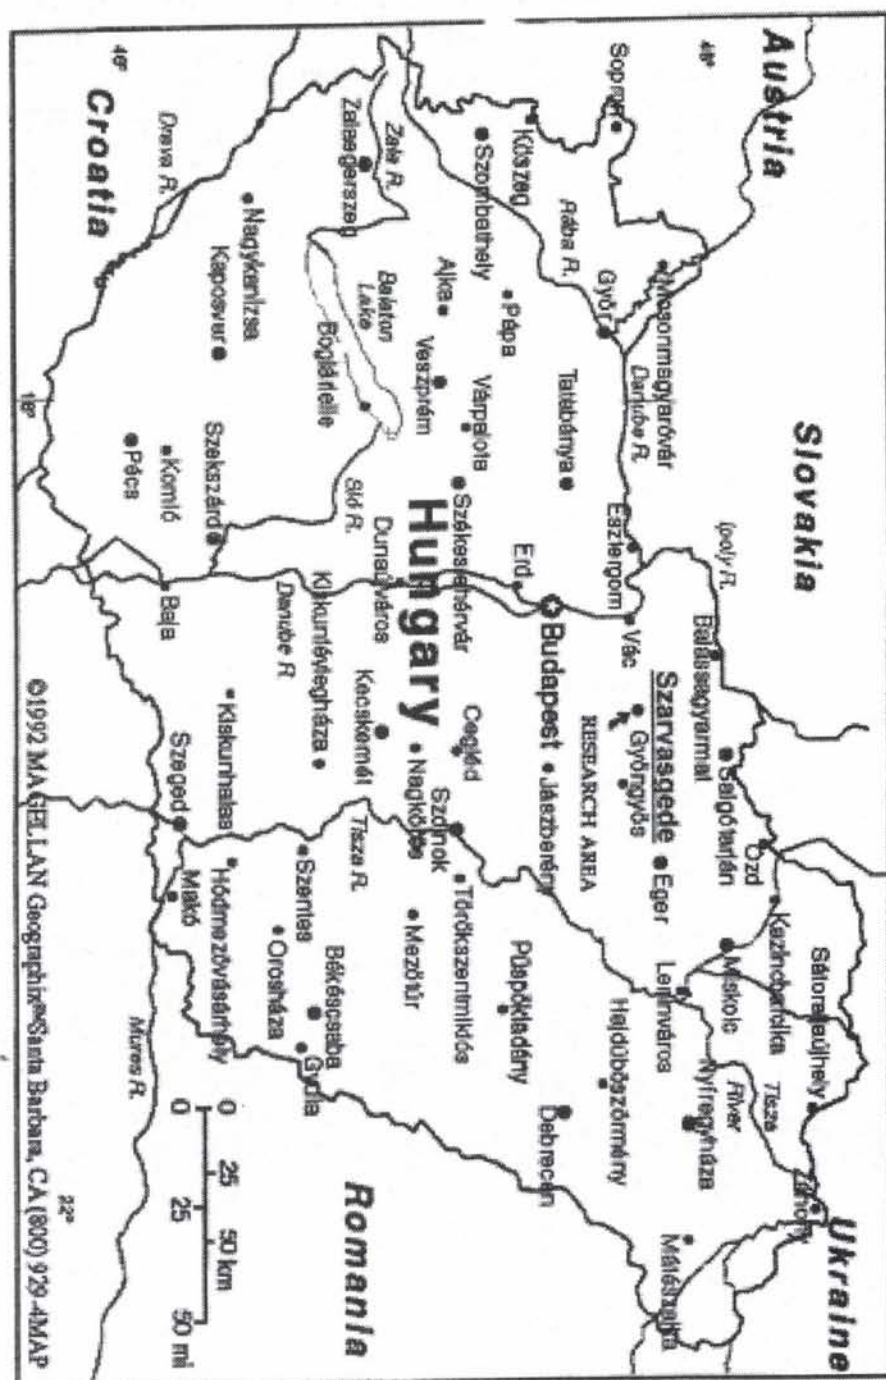 Austria
Slovakia
Ukraine
48°
Sopron
Kőszeg
Szombathely
Mosonmagyaróvár
Danube R.
Rába R.
Győr
Pápa
Tatabánya
Esztergom
Ipoly R.
Balassagyarmat
Vác
Szarvasgede
Salgótarján
Ózd
Kazincbarcika
Sátoraljaújhely
Záhony
Miskolc
Leninváros
Tisza
River
Nyíregyháza
Mátészalka
Gyöngyös
Eger
RESEARCH AREA
Hajdúböszörmény
Debrecen
Budapest
Jászberény
Érd
Püspökladány
Zala R.
Zalaegerszeg
Ajka
Veszprém
Várpalota
Székesfehérvár
Balaton
Lake
Boglárlelle
Sió R.
Hungary
Dunaújváros
Cegléd
Nagykőrös
Szolnok
Törökszentmiklós
Mezőtúr
Kecskemét
Kiskunfélegyháza
Tisza R.
Szentes
Békéscsaba
Gyula
Orosháza
Romania
Nagykanizsa
Kaposvar
Szekszárd
Danube R
Kiskunhalas
Hódmezővásárhely
Komló
Pécs
Baja
Szeged
Makó
Mures R.
Drava R.
46°
Croatia
18°
22°
0 25 50 km
0 25 50 mi
©1992 MAGELLAN Geographix℠Santa Barbara, CA (800) 929-4MAP